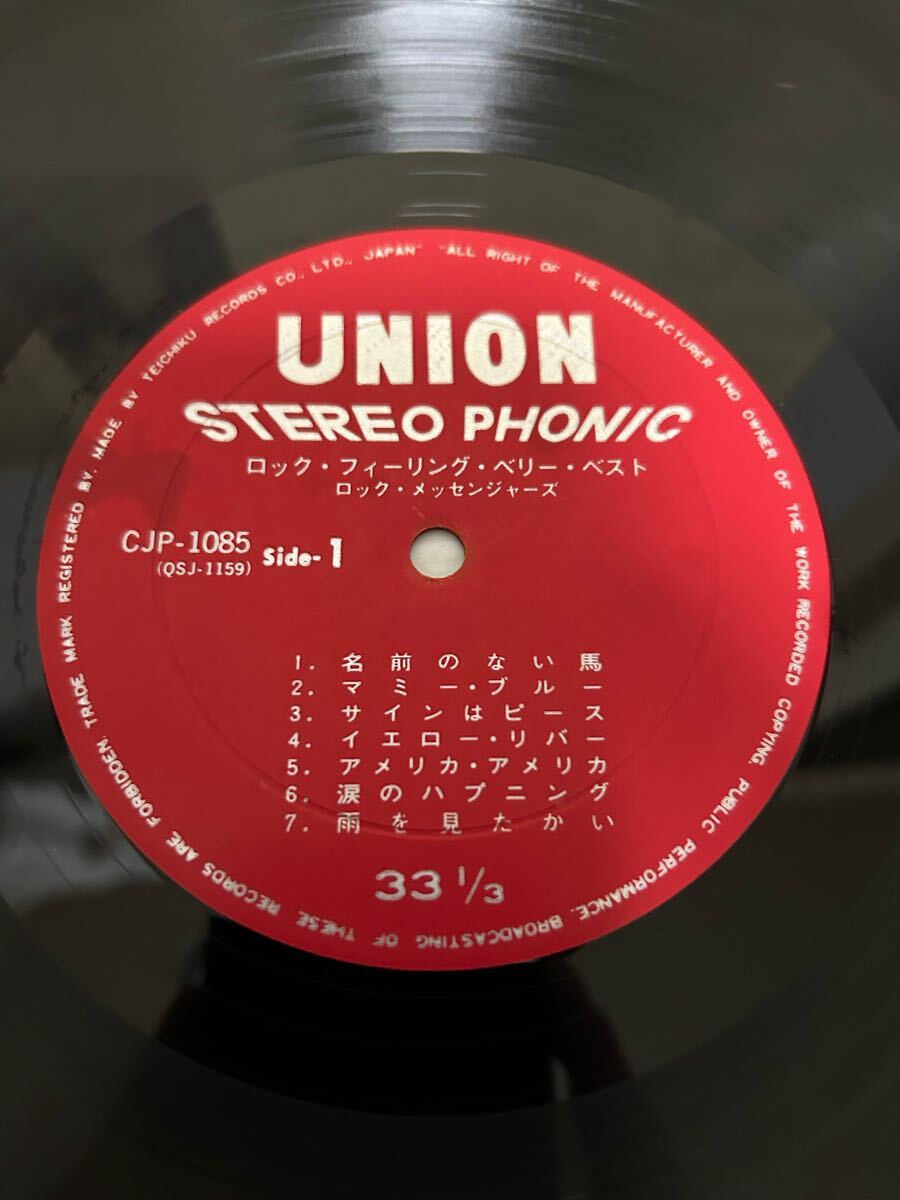 UNION
STEREO PHONIC
ロック・フィーリング・ベリー・ベスト
ロック・メッセンジャーズ
CJP-1085 Side-1
(QSJ-1159)
1. 名前のない馬
2. マミー・ブルー
3. サインはピース
4. イエロー・リバー
5. アメリカ・アメリカ
6. 涙のハプニング
7. 雨を見たかい
33 1/3
TRADE MARK REGISTERED BY, MADE BY TEICHIKU RECORDS CO., LTD., JAPAN" "ALL RIGHT OF THE MANUFACTURER AND OWNER OF THE WORK RECORDED COPYING, PUBLIC PERFORMANCE, BROADCASTING OF THESE RECORDS ARE FORBIDDEN,